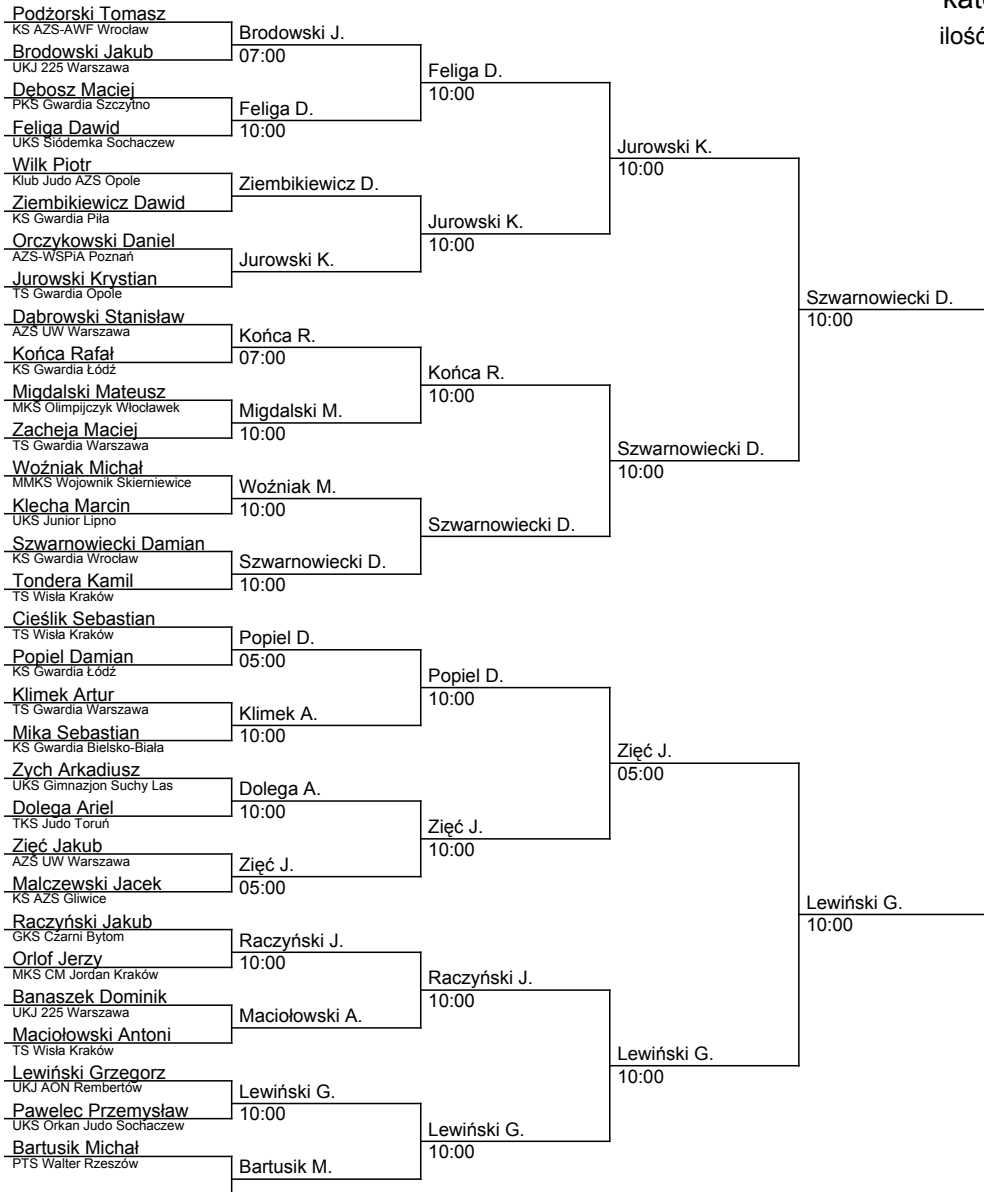 Podżorski Tomasz
KS AZS-AWF Wrocław
Brodowski Jakub
UKJ 225 Warszawa
Dębosz Maciej
PKS Gwardia Szczytno
Feliga Dawid
UKS Siódemka Sochaczew
Wilk Piotr
Klub Judo AZS Opole
Ziembikiewicz Dawid
KS Gwardia Piła
Orczykowski Daniel
AZS-WSPiA Poznań
Jurowski Krystian
TS Gwardia Opole
Dąbrowski Stanisław
AZS UW Warszawa
Końca Rafał
KS Gwardia Łódź
Migdalski Mateusz
MKS Olimpijczyk Włocławek
Zacheja Maciej
TS Gwardia Warszawa
Woźniak Michał
MMKS Wojownik Skierniewice
Klecha Marcin
UKS Junior Lipno
Szwarnowiecki Damian
KS Gwardia Wrocław
Tondera Kamil
TS Wisła Kraków
Cieślik Sebastian
TS Wisła Kraków
Popiel Damian
KS Gwardia Łódź
Klimek Artur
TS Gwardia Warszawa
Mika Sebastian
KS Gwardia Bielsko-Biała
Zych Arkadiusz
UKS Gimnazjon Suchy Las
Dolega Ariel
TKS Judo Toruń
Zięć Jakub
AZS UW Warszawa
Malczewski Jacek
KS AZS Gliwice
Raczyński Jakub
GKS Czarni Bytom
Orlof Jerzy
MKS CM Jordan Kraków
Banaszek Dominik
UKJ 225 Warszawa
Maciołowski Antoni
TS Wisła Kraków
Lewiński Grzegorz
UKJ AON Rembertów
Pawelec Przemysław
UKS Orkan Judo Sochaczew
Bartusik Michał
PTS Walter Rzeszów
Brodowski J.
07:00
Feliga D.
10:00
Ziembikiewicz D.
Jurowski K.
Końca R.
07:00
Migdalski M.
10:00
Woźniak M.
10:00
Szwarnowiecki D.
10:00
Popiel D.
05:00
Klimek A.
10:00
Dolega A.
10:00
Zięć J.
05:00
Raczyński J.
10:00
Maciołowski A.
Lewiński G.
10:00
Bartusik M.
Feliga D.
10:00
Jurowski K.
10:00
Końca R.
10:00
Szwarnowiecki D.
Popiel D.
10:00
Zięć J.
10:00
Raczyński J.
10:00
Lewiński G.
10:00
Jurowski K.
10:00
Szwarnowiecki D.
10:00
Zięć J.
05:00
Lewiński G.
10:00
Szwarnowiecki D.
10:00
Lewiński G.
10:00
ilość